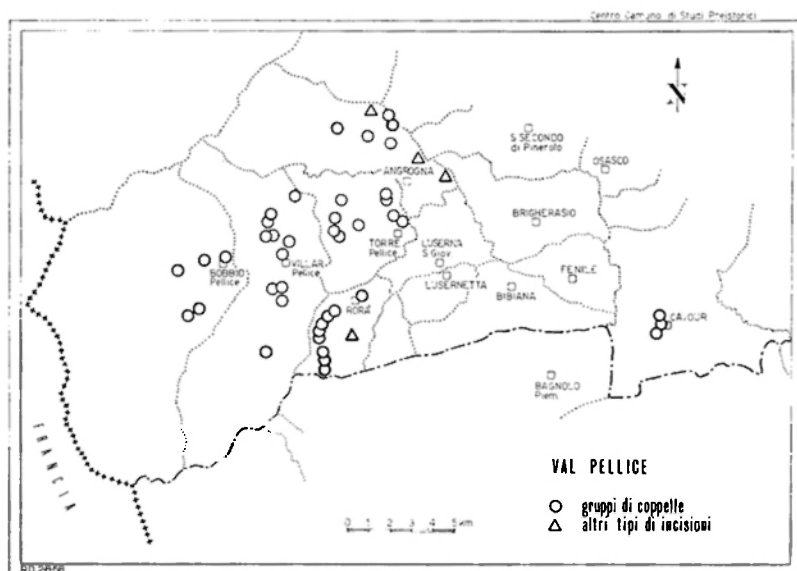 Centro Camuno di Studi Preistorici
N
S. SECONDO
di Pinerolo
OSASCO
ANGROGNA
BRIGHERASIO
TORRE
Pellice
LUSERNA
S. Giov.
BOBBIO
Pellice
VILLAR
Pellice
LUSERNETTA
FENILE
BIBIANA
RORÀ
CAVOUR
BAGNOLO
Piem.
FRANCIA
VAL PELLICE
gruppi di coppelle
altri tipi di incisioni
0 1 2 3 4 5 km